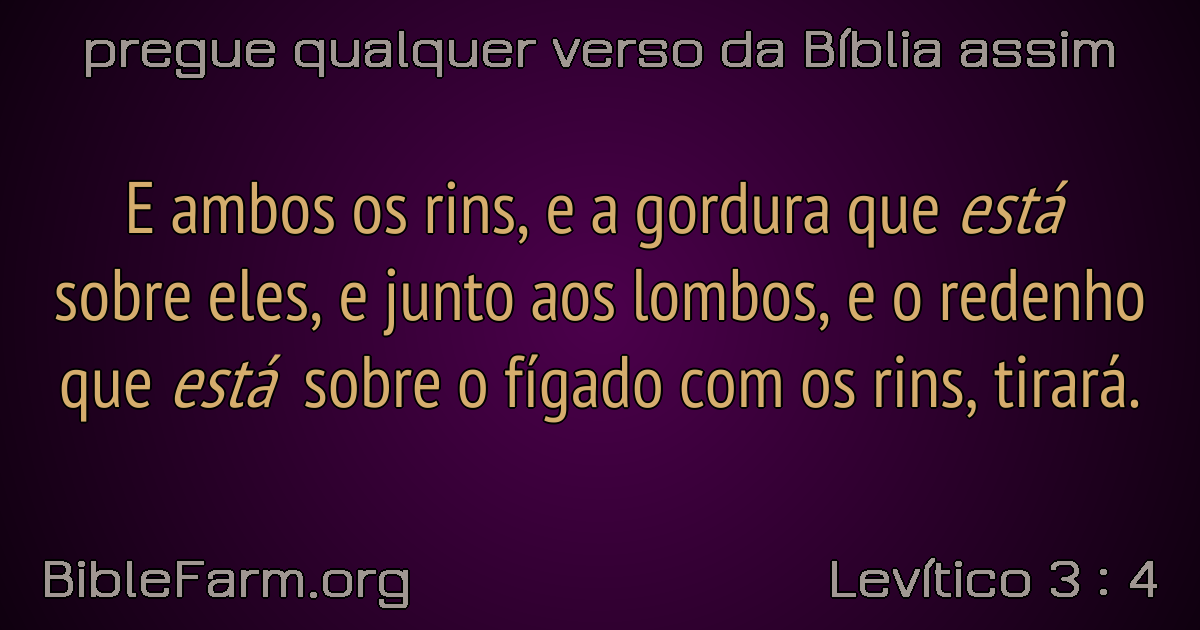 pregue qualquer verso da Bíblia assim
E ambos os rins, e a gordura que está
sobre eles, e junto aos lombos, e o redenho
que está sobre o fígado com os rins, tirará.
BibleFarm.org
Levítico 3 : 4